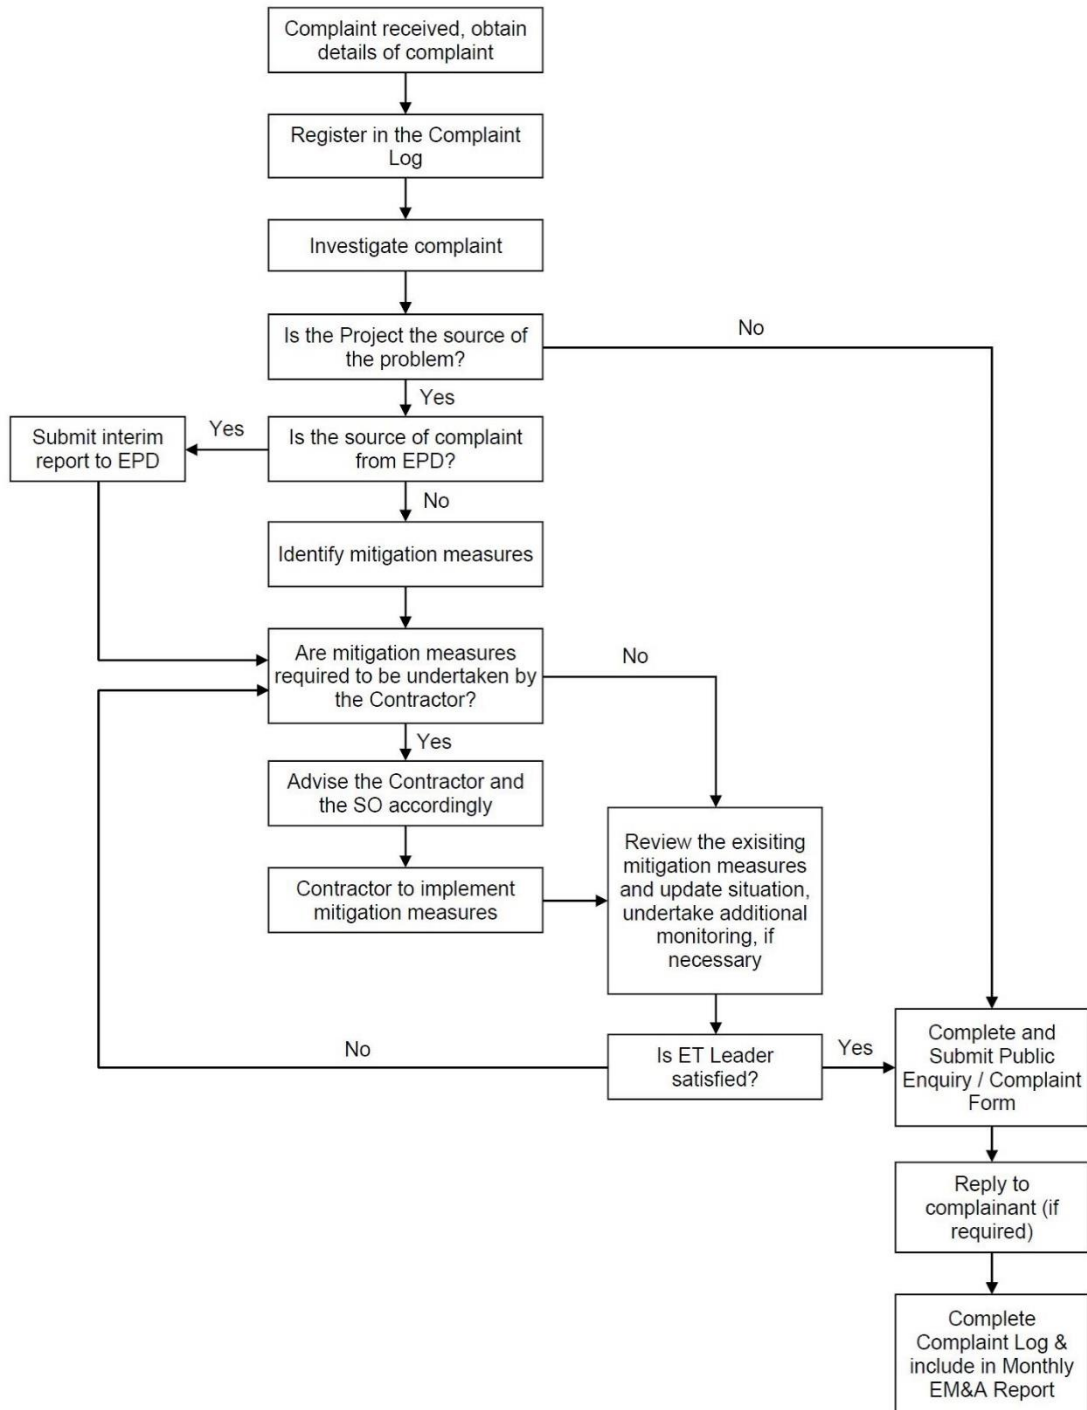 Complaint received, obtain
details of complaint
Register in the Complaint
Log
Investigate complaint
Is the Project the source of
the problem?
No
Yes
Submit interim
report to EPD
Yes
Is the source of complaint
from EPD?
No
Identify mitigation measures
Are mitigation measures
required to be undertaken by
the Contractor?
No
Yes
Advise the Contractor and
the SO accordingly
Contractor to implement
mitigation measures
Review the exisiting
mitigation measures
and update situation,
undertake additional
monitoring, if
necessary
No
Is ET Leader
satisfied?
Yes
Complete and
Submit Public
Enquiry / Complaint
Form
Reply to
complainant (if
required)
Complete
Complaint Log &
include in Monthly
EM&A Report